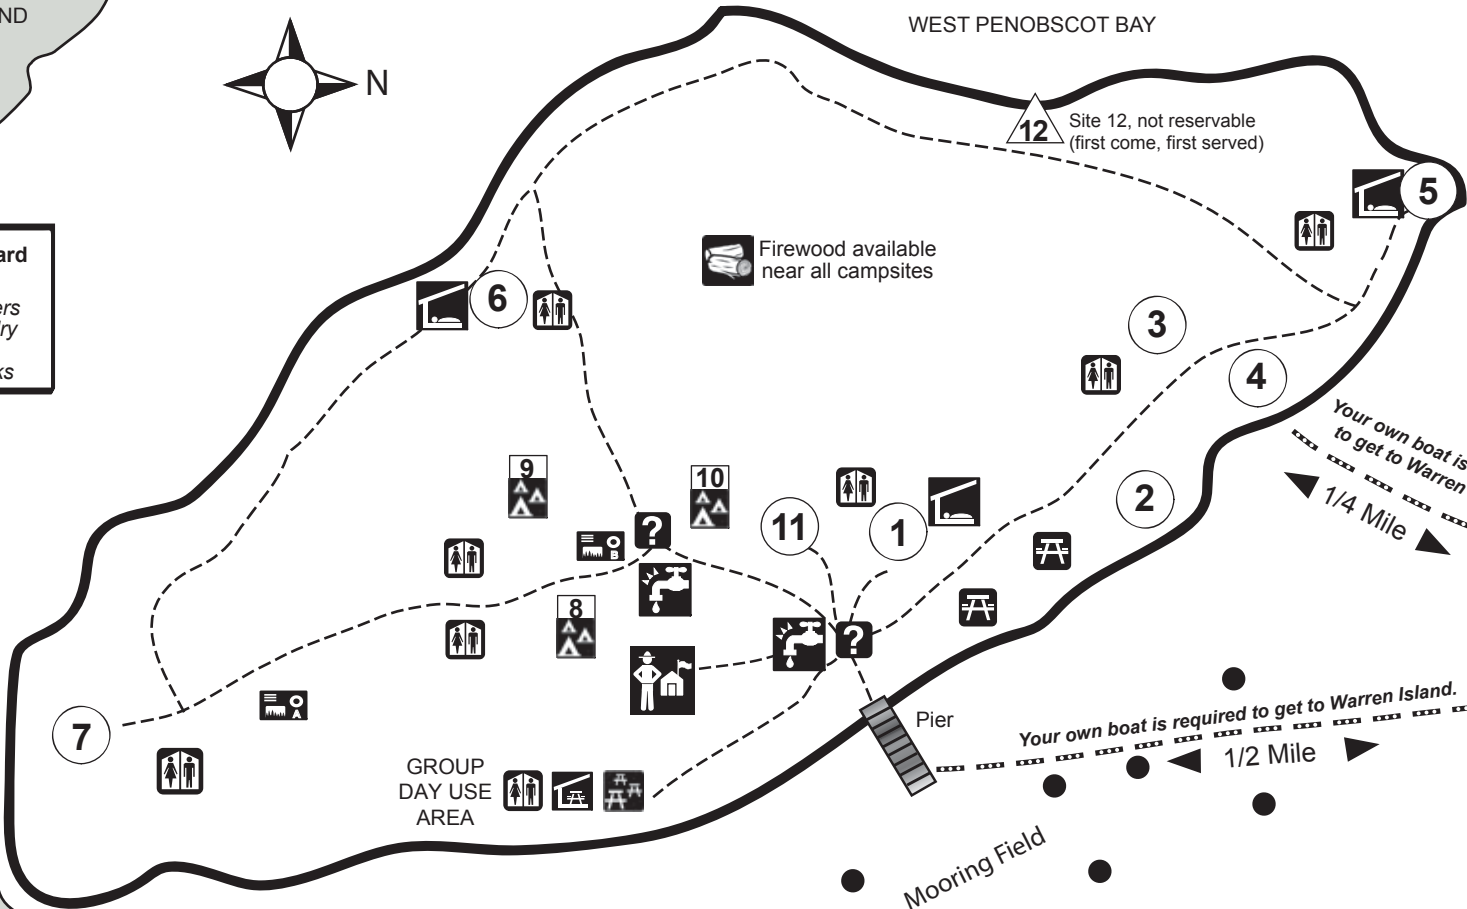 ND
WEST PENOBSCOT BAY
N
12
Site 12, not reservable
(first come, first served)
5
ard
ers
ry
ks
Firewood available
near all campsites
6
3
4
Your own boat is
to get to Warren
1/4 Mile
9
10
11
1
2
?
B
8
?
7
A
Pier
Your own boat is required to get to Warren Island.
1/2 Mile
GROUP
DAY USE
AREA
Mooring Field